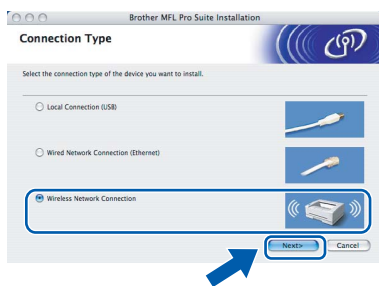 Brother MFL Pro Suite Installation
Connection Type
Select the connection type of the device you want to install.
Local Connection (USB)
Wired Network Connection (Ethernet)
Wireless Network Connection
Next>
Cancel